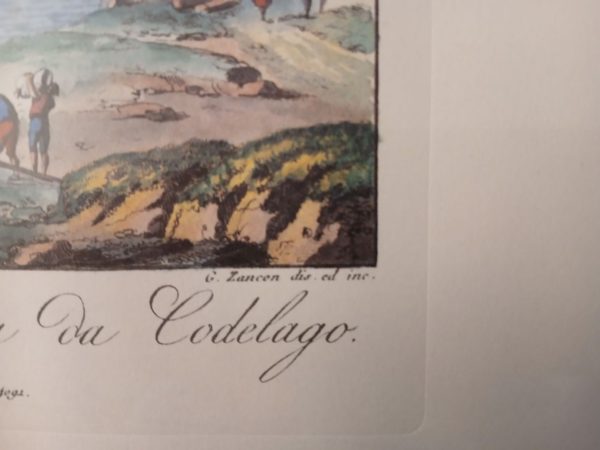 G. Zancon dis. ed inc.
da Codelago.